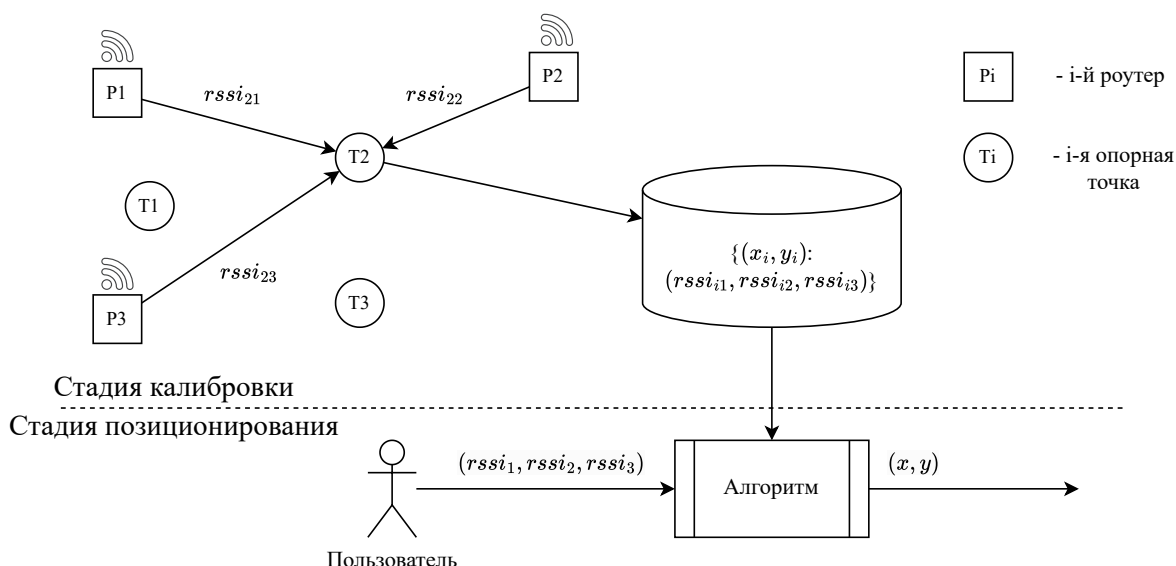 P1
P2
Pi
- i-й роутер
rssi₂₁
rssi₂₂
T2
Ti
- i-я опорная
точка
T1
{(xᵢ, yᵢ):
(rssiᵢ₁, rssiᵢ₂, rssiᵢ₃)}
rssi₂₃
T3
P3
Стадия калибровки
Стадия позиционирования
(rssi₁, rssi₂, rssi₃)
(x, y)
Алгоритм
Пользователь